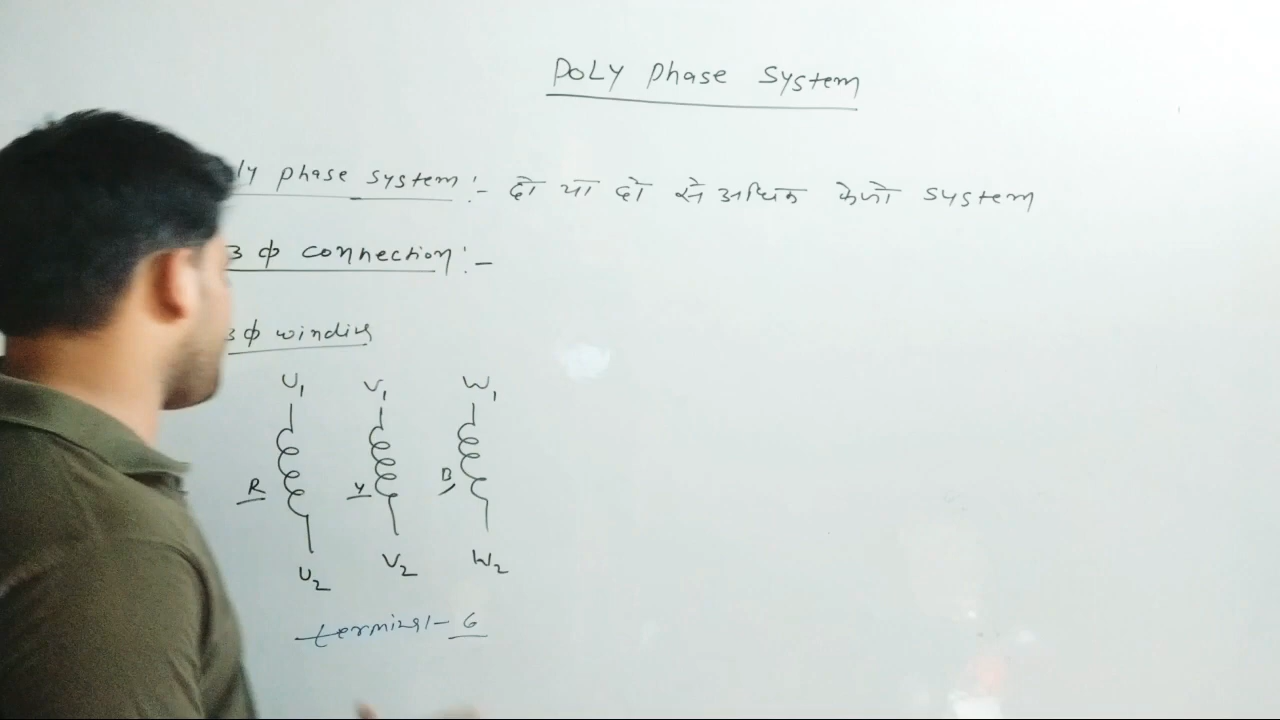 POLY Phase System
ly phase system:- दो या दो से अधिक फेजो system
3 φ connection:-
3 φ winding
U1 V1 W1
R Y B
U2 V2 W2
terminal- 6